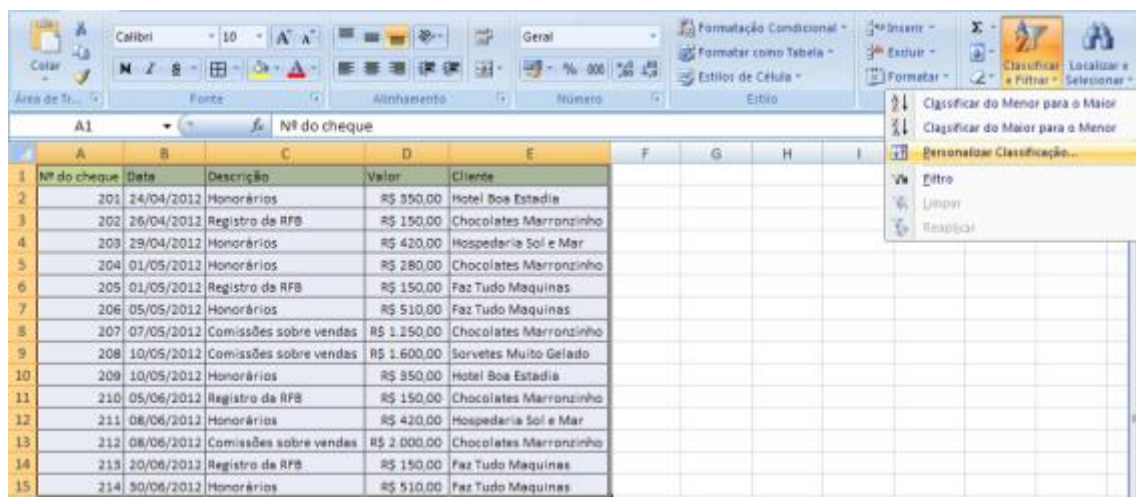 Calibri 10 A A Geral Formatação Condicional Inserir Σ
Formatar como Tabela Excluir
Colar N I S A % 000 Estilos de Célula Formatar Classificar e Filtrar Localizar e Selecionar
Área de Tr... Fonte Alinhamento Número Estilo
Classificar do Menor para o Maior
Classificar do Maior para o Menor
Personalizar Classificação...
Filtro
Limpar
Reaplicar
A1 fx Nº do cheque
A B C D E F G H I
1 Nº do cheque Data Descrição Valor Cliente
2 201 24/04/2012 Honorários R$ 350,00 Hotel Boa Estadia
3 202 26/04/2012 Registro da RFB R$ 150,00 Chocolates Marronzinho
4 203 29/04/2012 Honorários R$ 420,00 Hospedaria Sol e Mar
5 204 01/05/2012 Honorários R$ 280,00 Chocolates Marronzinho
6 205 01/05/2012 Registro da RFB R$ 150,00 Faz Tudo Maquinas
7 206 05/05/2012 Honorários R$ 510,00 Faz Tudo Maquinas
8 207 07/05/2012 Comissões sobre vendas R$ 1.250,00 Chocolates Marronzinho
9 208 10/05/2012 Comissões sobre vendas R$ 1.600,00 Sorvetes Muito Gelado
10 209 10/05/2012 Honorários R$ 350,00 Hotel Boa Estadia
11 210 05/06/2012 Registro da RFB R$ 150,00 Chocolates Marronzinho
12 211 08/06/2012 Honorários R$ 420,00 Hospedaria Sol e Mar
13 212 08/06/2012 Comissões sobre vendas R$ 2.000,00 Chocolates Marronzinho
14 213 20/06/2012 Registro da RFB R$ 150,00 Faz Tudo Maquinas
15 214 30/06/2012 Honorários R$ 510,00 Faz Tudo Maquinas